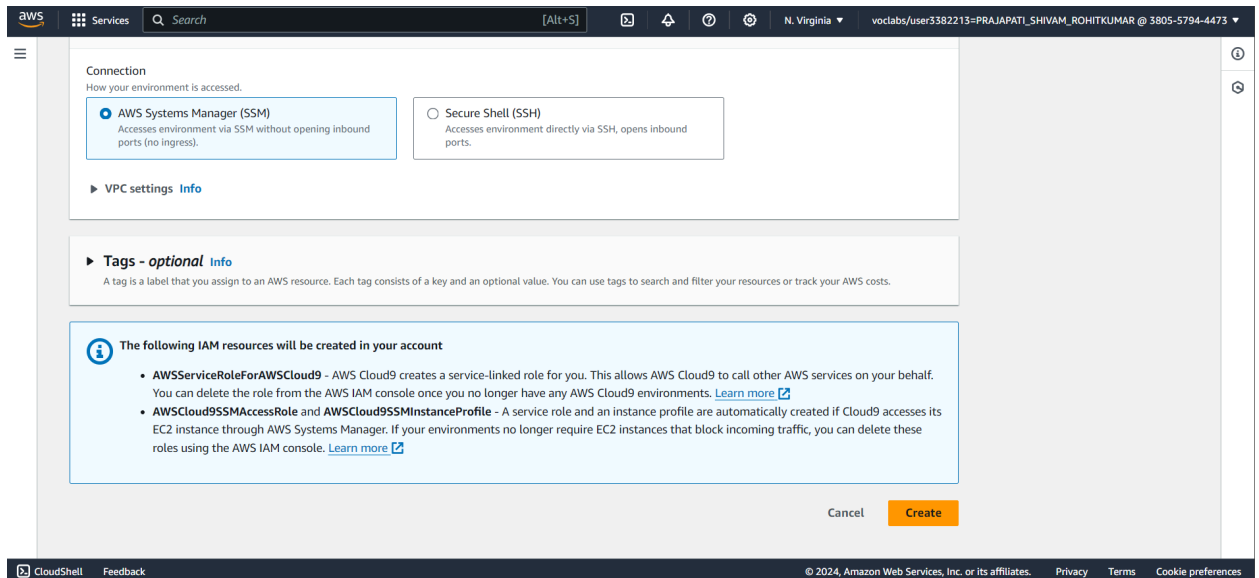 aws
Services
Search
[Alt+S]
N. Virginia
voclabs/user3382213=PRAJAPATI_SHIVAM_ROHITKUMAR @ 3805-5794-4473
Connection
How your environment is accessed.
AWS Systems Manager (SSM)
Accesses environment via SSM without opening inbound
ports (no ingress).
Secure Shell (SSH)
Accesses environment directly via SSH, opens inbound
ports.
VPC settings Info
Tags - optional Info
A tag is a label that you assign to an AWS resource. Each tag consists of a key and an optional value. You can use tags to search and filter your resources or track your AWS costs.
The following IAM resources will be created in your account
• AWSServiceRoleForAWSCloud9 - AWS Cloud9 creates a service-linked role for you. This allows AWS Cloud9 to call other AWS services on your behalf.
You can delete the role from the AWS IAM console once you no longer have any AWS Cloud9 environments. Learn more
• AWSCloud9SSMAccessRole and AWSCloud9SSMInstanceProfile - A service role and an instance profile are automatically created if Cloud9 accesses its
EC2 instance through AWS Systems Manager. If your environments no longer require EC2 instances that block incoming traffic, you can delete these
roles using the AWS IAM console. Learn more
Cancel
Create
CloudShell
Feedback
© 2024, Amazon Web Services, Inc. or its affiliates.
Privacy
Terms
Cookie preferences